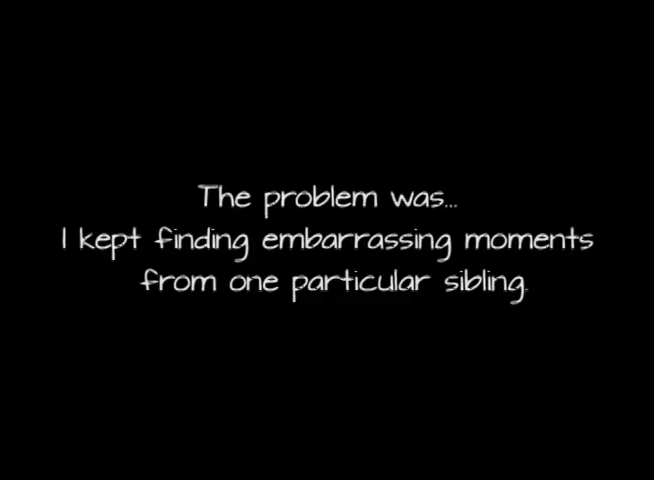 The problem was...
I kept finding embarrassing moments
from one particular sibling.